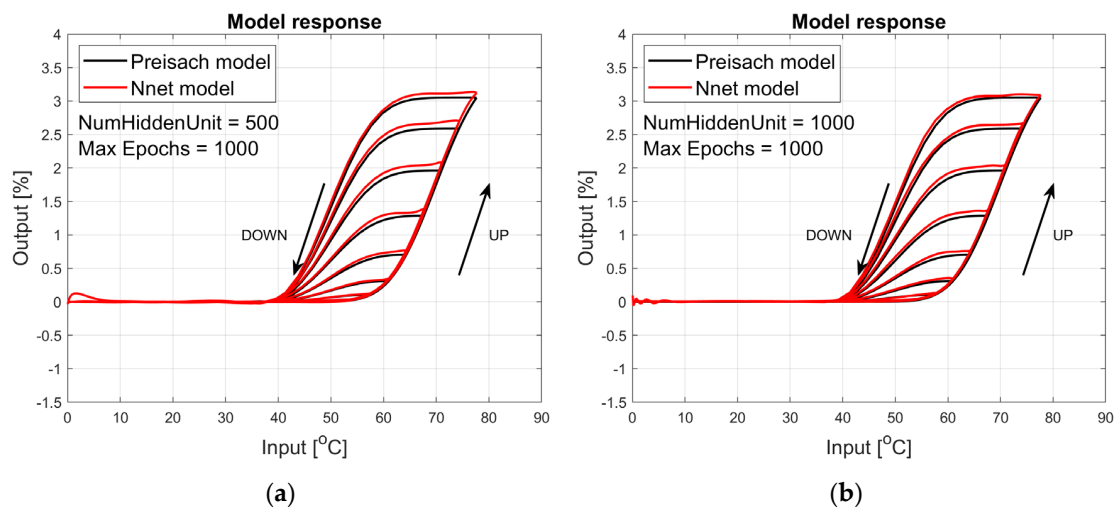 Model response
4
3.5
3
2.5
2
1.5
1
0.5
0
-0.5
-1
-1.5
Output [%]
Preisach model
Nnet model
NumHiddenUnit = 500
Max Epochs = 1000
DOWN
UP
0 10 20 30 40 50 60 70 80 90
Input [°C]
(a)
Model response
4
3.5
3
2.5
2
1.5
1
0.5
0
-0.5
-1
-1.5
Output [%]
Preisach model
Nnet model
NumHiddenUnit = 1000
Max Epochs = 1000
DOWN
UP
0 10 20 30 40 50 60 70 80 90
Input [°C]
(b)